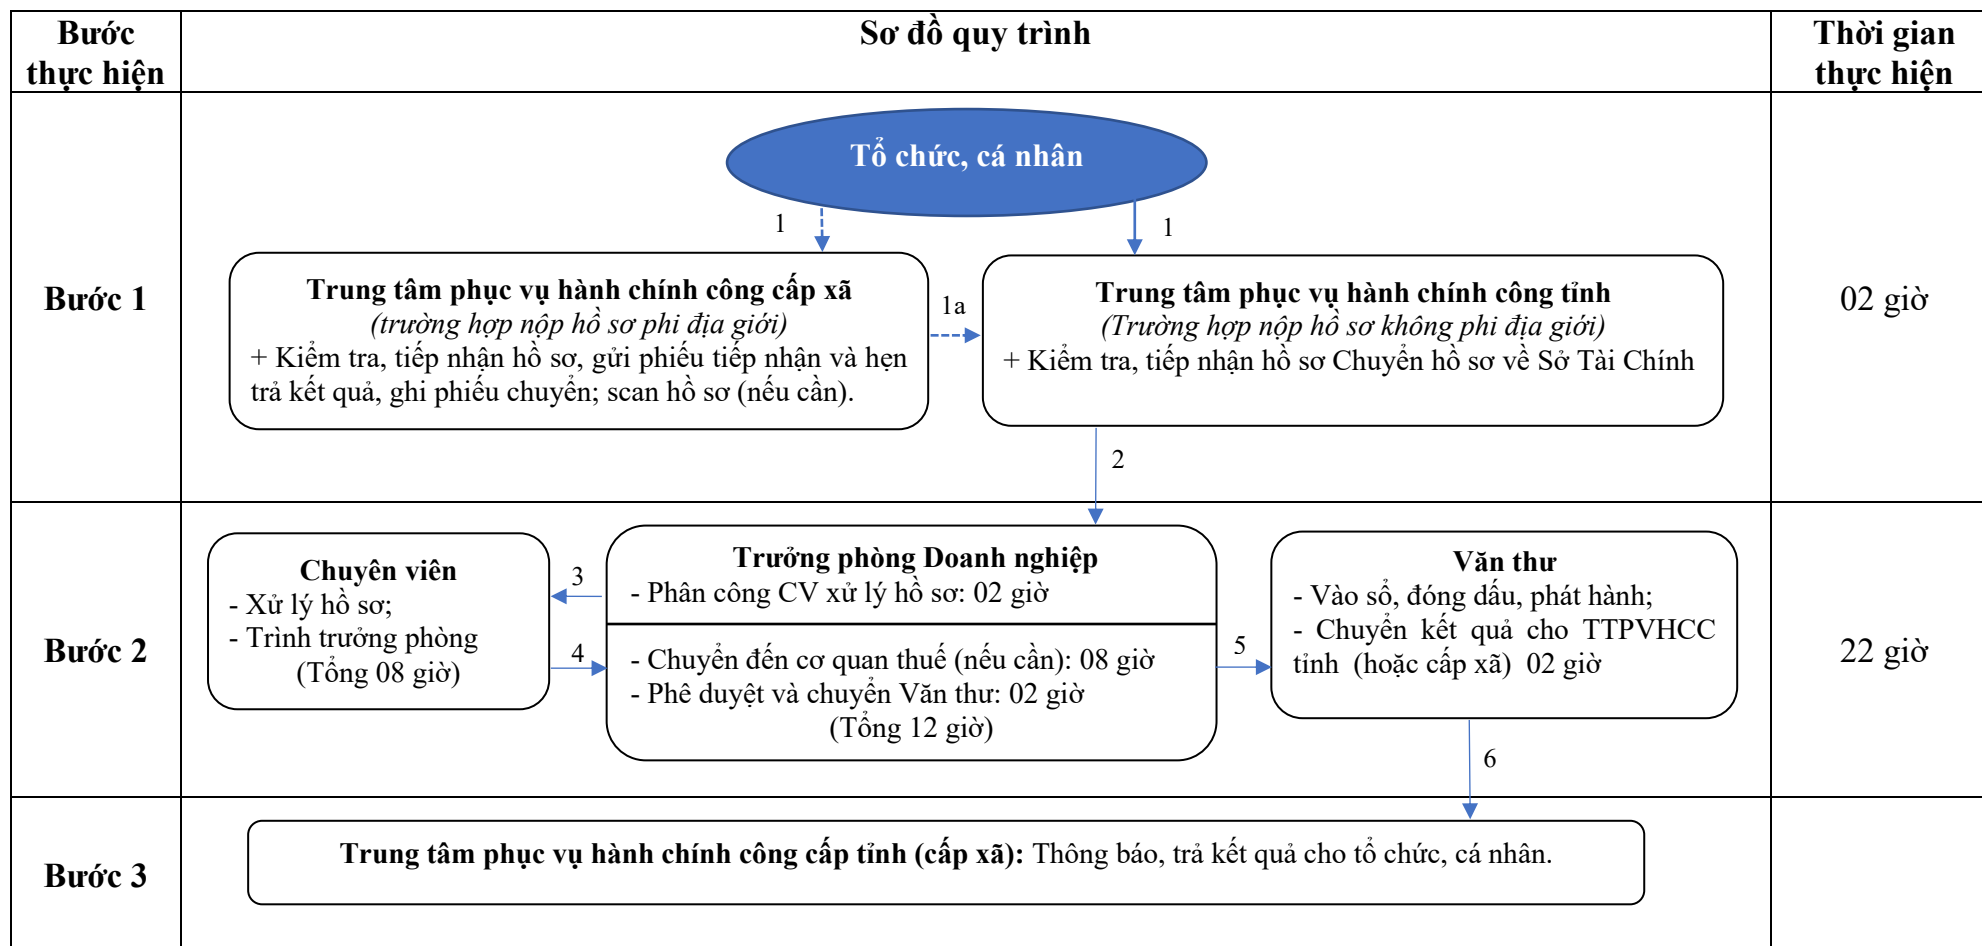 Bước
thực hiện
Sơ đồ quy trình
Thời gian
thực hiện
Bước 1
Tổ chức, cá nhân
1
1
Trung tâm phục vụ hành chính công cấp xã
(trường hợp nộp hồ sơ phi địa giới)
+ Kiểm tra, tiếp nhận hồ sơ, gửi phiếu tiếp nhận và hẹn
trả kết quả, ghi phiếu chuyển; scan hồ sơ (nếu cần).
1a
Trung tâm phục vụ hành chính công tỉnh
(Trường hợp nộp hồ sơ không phi địa giới)
+ Kiểm tra, tiếp nhận hồ sơ Chuyển hồ sơ về Sở Tài Chính
02 giờ
2
Bước 2
Chuyên viên
- Xử lý hồ sơ;
- Trình trưởng phòng
(Tổng 08 giờ)
3
4
Trưởng phòng Doanh nghiệp
- Phân công CV xử lý hồ sơ: 02 giờ
- Chuyển đến cơ quan thuế (nếu cần): 08 giờ
- Phê duyệt và chuyển Văn thư: 02 giờ
(Tổng 12 giờ)
5
Văn thư
- Vào sổ, đóng dấu, phát hành;
- Chuyển kết quả cho TTPVHCC
tỉnh (hoặc cấp xã) 02 giờ
22 giờ
6
Bước 3
Trung tâm phục vụ hành chính công cấp tỉnh (cấp xã): Thông báo, trả kết quả cho tổ chức, cá nhân.